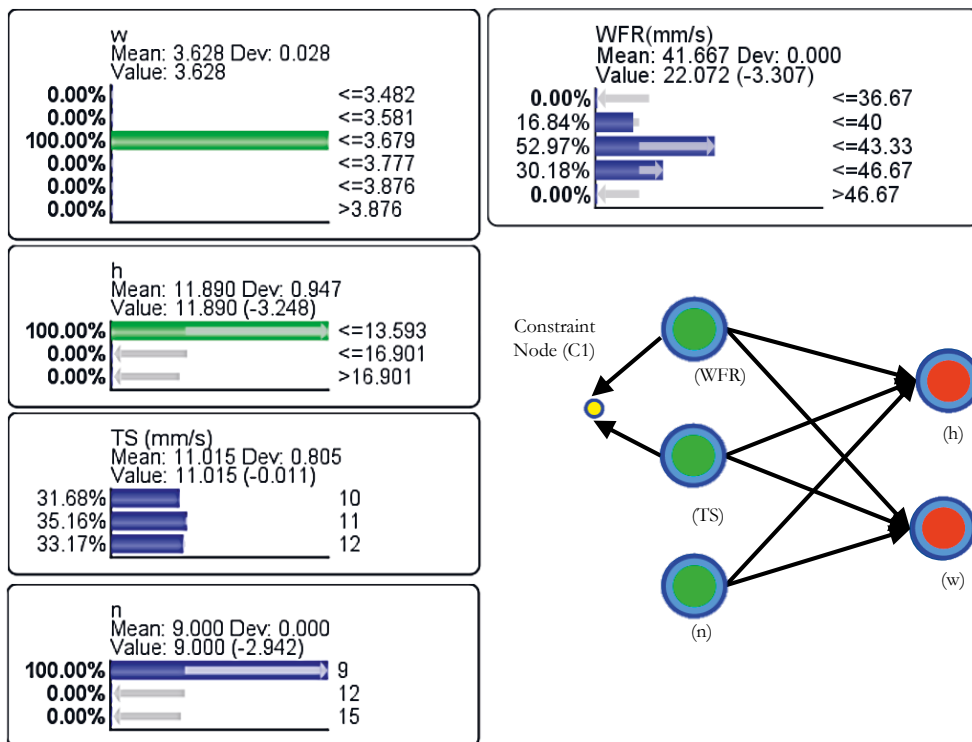 w
Mean: 3.628 Dev: 0.028
Value: 3.628
0.00% <=3.482
0.00% <=3.581
100.00% <=3.679
0.00% <=3.777
0.00% <=3.876
0.00% >3.876
WFR(mm/s)
Mean: 41.667 Dev: 0.000
Value: 22.072 (-3.307)
0.00% <=36.67
16.84% <=40
52.97% <=43.33
30.18% <=46.67
0.00% >46.67
h
Mean: 11.890 Dev: 0.947
Value: 11.890 (-3.248)
100.00% <=13.593
0.00% <=16.901
0.00% >16.901
TS (mm/s)
Mean: 11.015 Dev: 0.805
Value: 11.015 (-0.011)
31.68% 10
35.16% 11
33.17% 12
n
Mean: 9.000 Dev: 0.000
Value: 9.000 (-2.942)
100.00% 9
0.00% 12
0.00% 15
Constraint
Node (C1)
(WFR)
(h)
(TS)
(w)
(n)